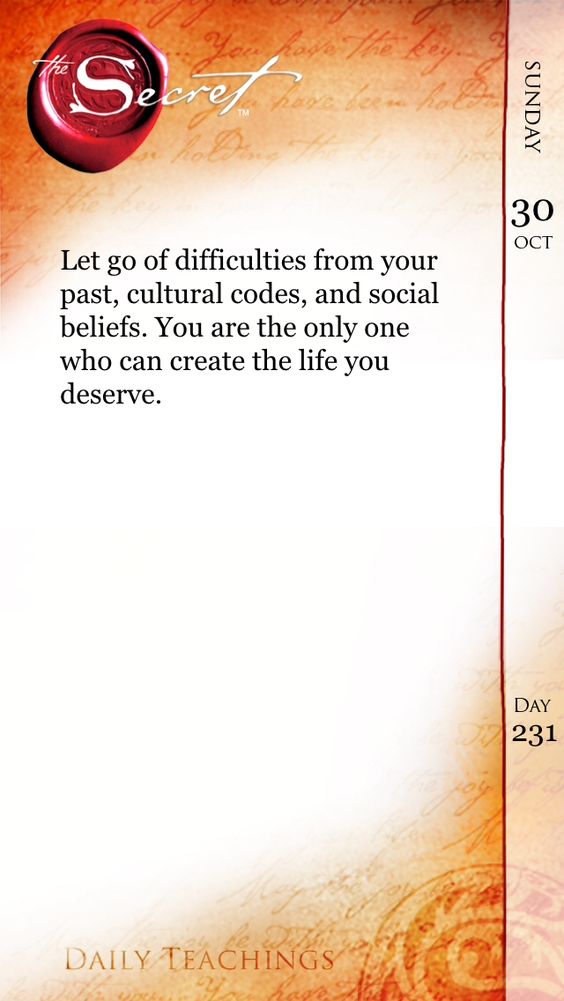 the Secret™
SUNDAY
30
OCT
Let go of difficulties from your
past, cultural codes, and social
beliefs. You are the only one
who can create the life you
deserve.
DAY
231
DAILY TEACHINGS